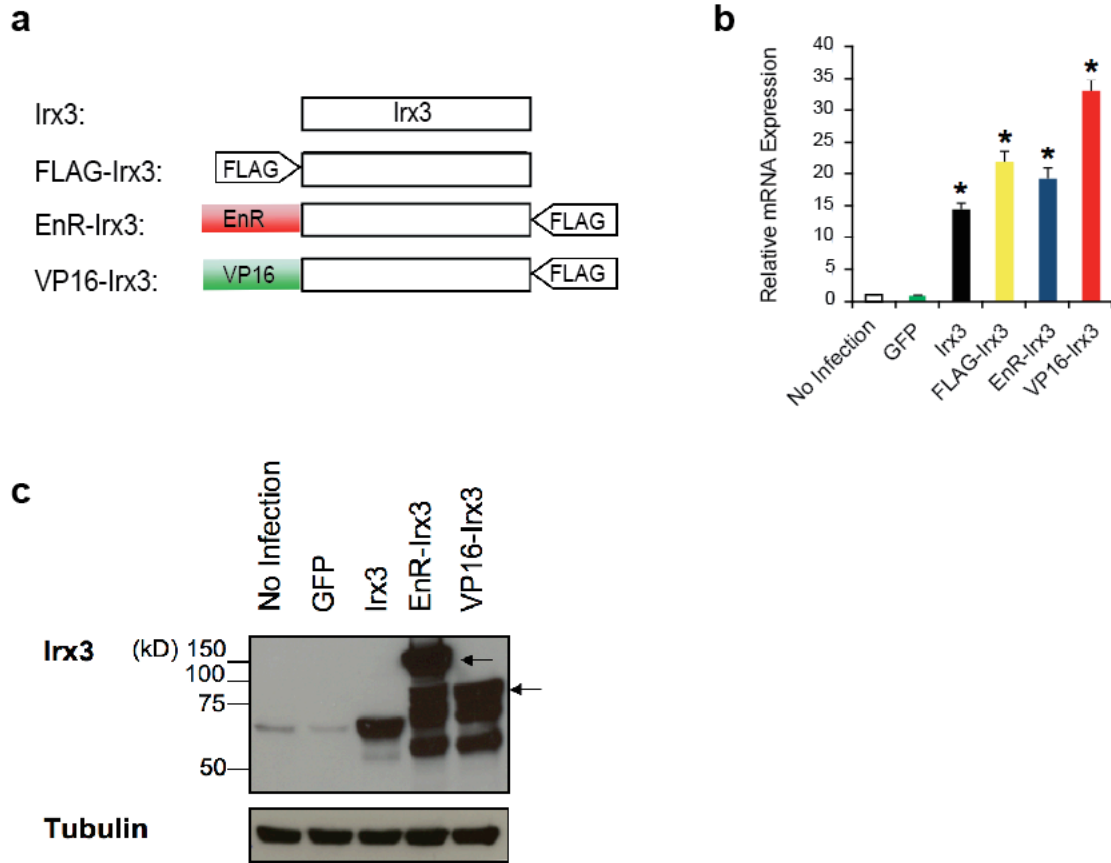 a
Irx3: Irx3
FLAG-Irx3: FLAG
EnR-Irx3: EnR FLAG
VP16-Irx3: VP16 FLAG
b
Relative mRNA Expression
40
35
30
25
20
15
10
5
0
* * * *
No Infection GFP Irx3 FLAG-Irx3 EnR-Irx3 VP16-Irx3
c
No Infection GFP Irx3 EnR-Irx3 VP16-Irx3
Irx3 (kD) 150
100
75
50
Tubulin